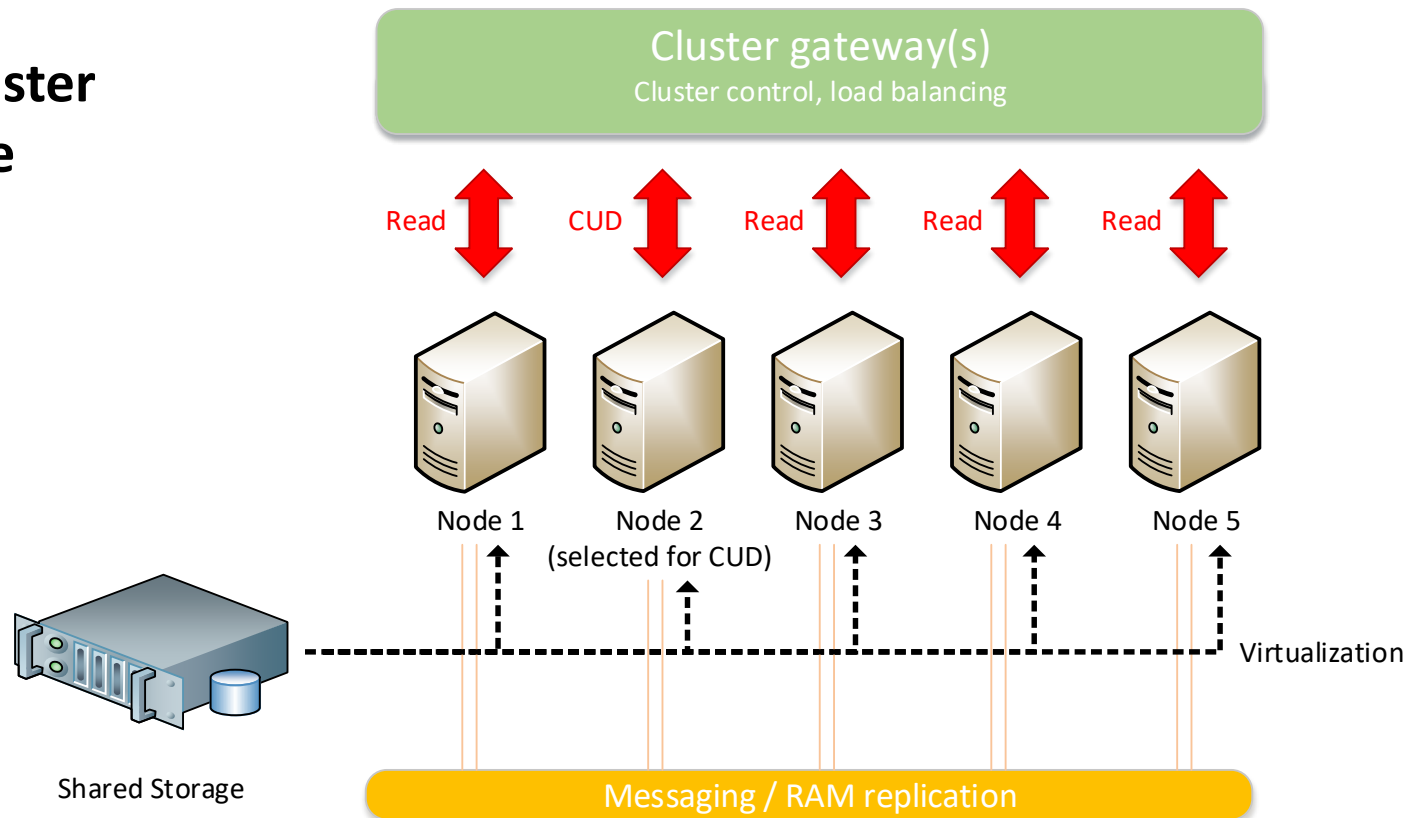 Cluster gateway(s)
Cluster control, load balancing
Read
CUD
Read
Read
Read
Node 1
Node 2
(selected for CUD)
Node 3
Node 4
Node 5
Virtualization
Shared Storage
Messaging / RAM replication